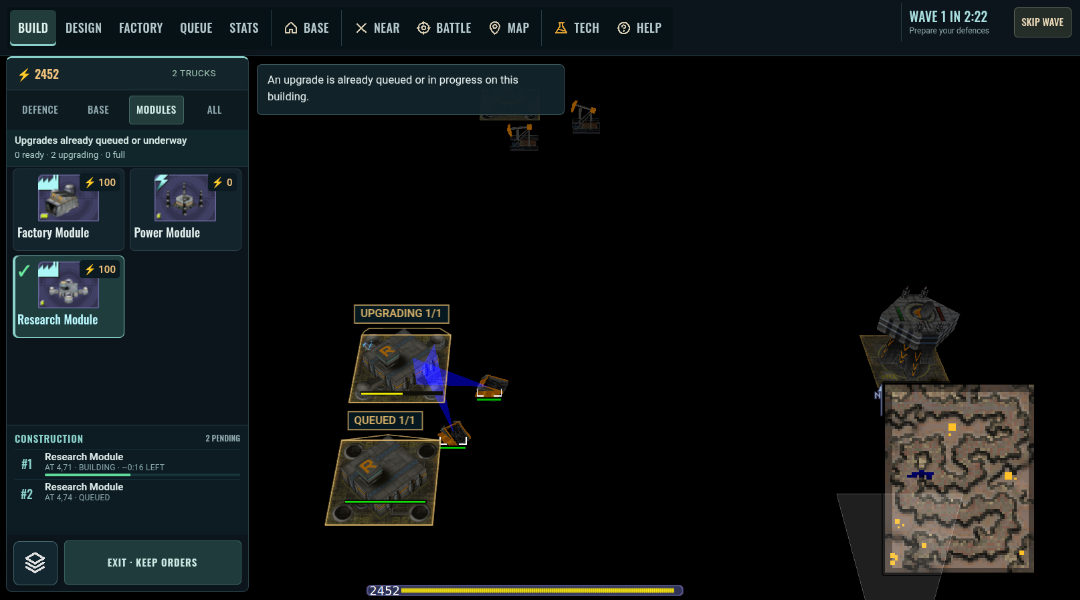 BUILD
DESIGN
FACTORY
QUEUE
STATS
BASE
NEAR
BATTLE
MAP
TECH
HELP
WAVE 1 IN 2:22
Prepare your defences
SKIP WAVE
2452
2 TRUCKS
DEFENCE
BASE
MODULES
ALL
Upgrades already queued or underway
0 ready · 2 upgrading · 0 full
100
Factory Module
0
Power Module
100
Research Module
An upgrade is already queued or in progress on this
building.
UPGRADING 1/1
R
QUEUED 1/1
R
N
CONSTRUCTION
2 PENDING
#1
Research Module
AT 4,71 · BUILDING · ~0:16 LEFT
#2
Research Module
AT 4,74 · QUEUED
EXIT · KEEP ORDERS
2452